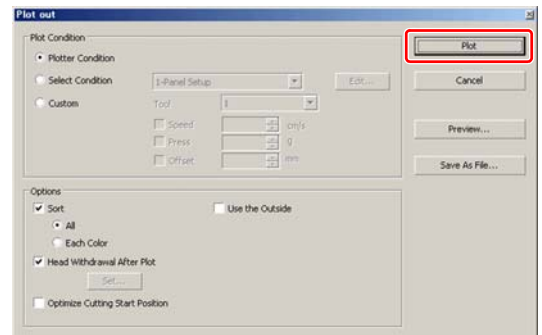 Plot out
Plot Condition
Plotter Condition
Select Condition
1-Panel Setup
Edit...
Custom
Tool
1
Speed
cm/s
Press
g
Offset
mm
Options
Sort
Use the Outside
All
Each Color
Head Withdrawal After Plot
Set...
Optimize Cutting Start Position
Plot
Cancel
Preview...
Save As File...